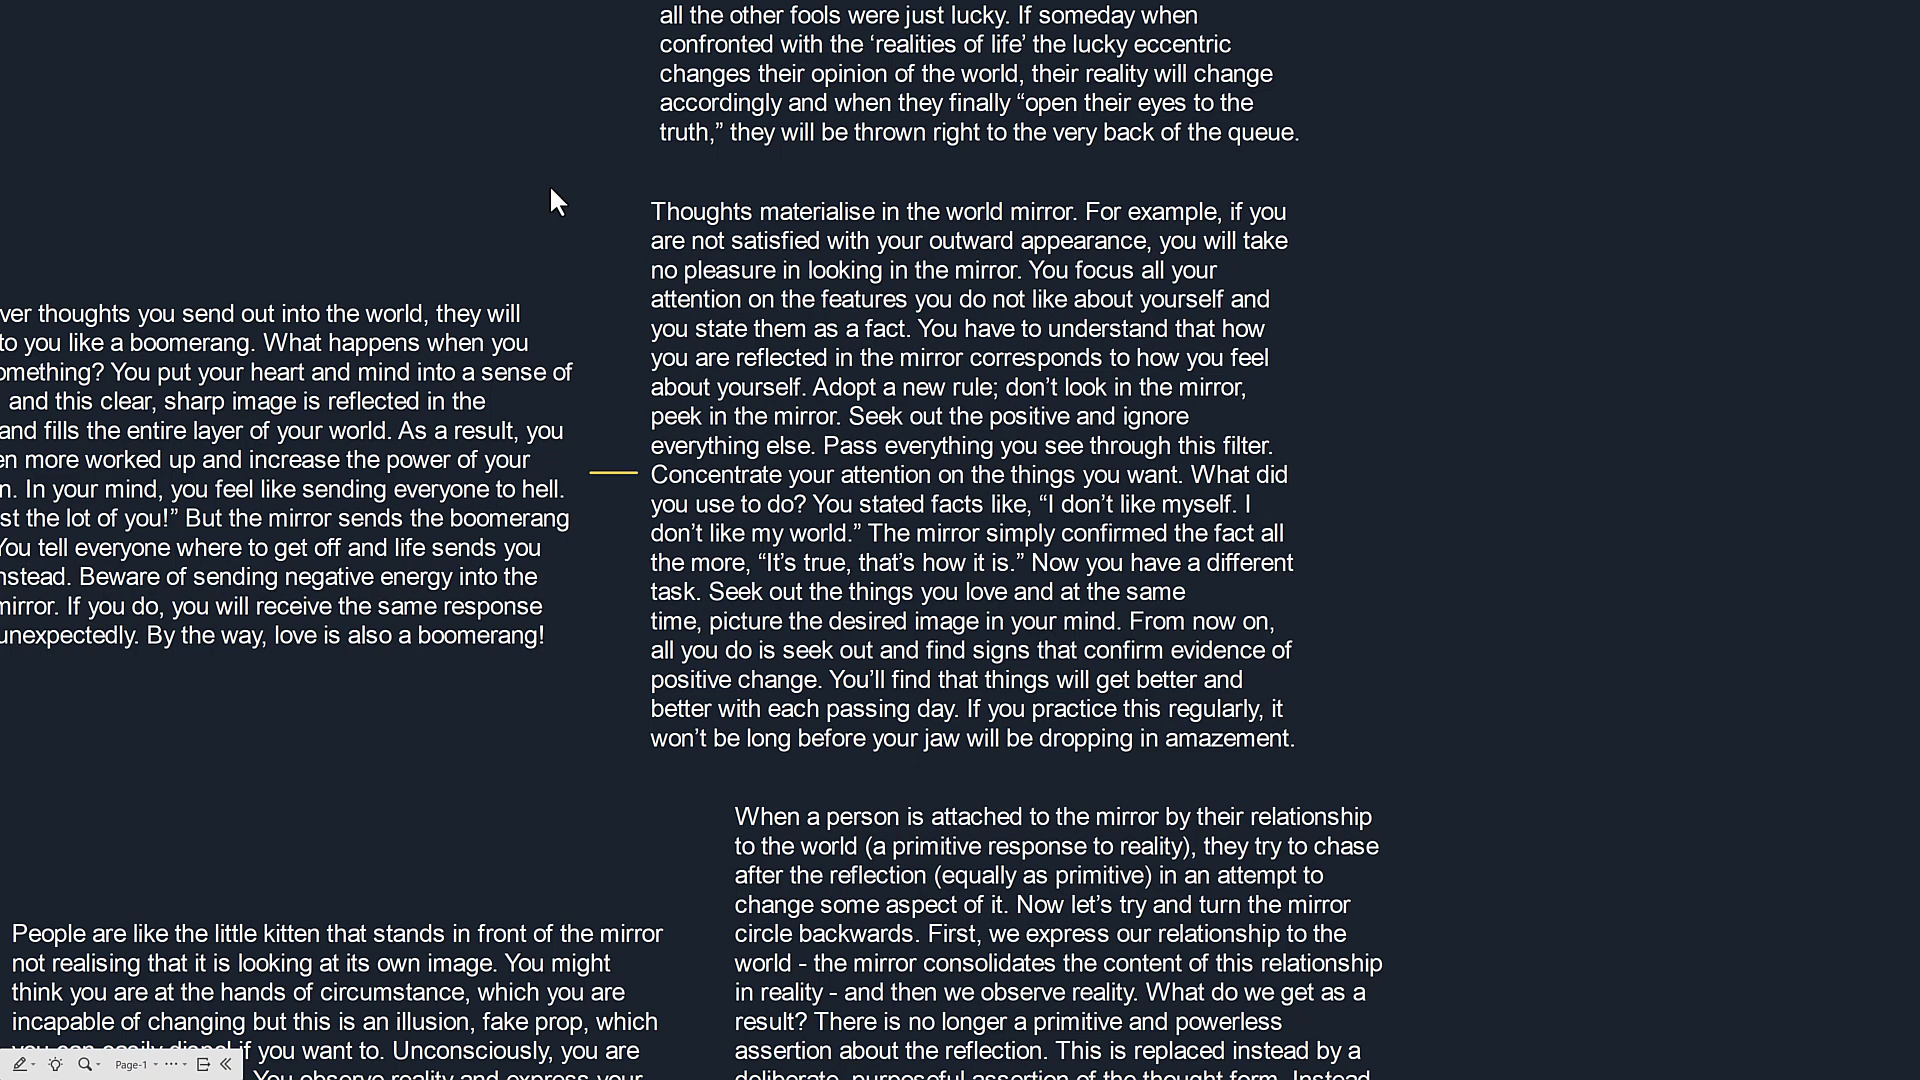 all the other fools were just lucky. If someday when
confronted with the ‘realities of life’ the lucky eccentric
changes their opinion of the world, their reality will change
accordingly and when they finally “open their eyes to the
truth,” they will be thrown right to the very back of the queue.
ver thoughts you send out into the world, they will
to you like a boomerang. What happens when you
omething? You put your heart and mind into a sense of
and this clear, sharp image is reflected in the
and fills the entire layer of your world. As a result, you
en more worked up and increase the power of your
n. In your mind, you feel like sending everyone to hell.
st the lot of you!” But the mirror sends the boomerang
You tell everyone where to get off and life sends you
nstead. Beware of sending negative energy into the
mirror. If you do, you will receive the same response
unexpectedly. By the way, love is also a boomerang!
Thoughts materialise in the world mirror. For example, if you
are not satisfied with your outward appearance, you will take
no pleasure in looking in the mirror. You focus all your
attention on the features you do not like about yourself and
you state them as a fact. You have to understand that how
you are reflected in the mirror corresponds to how you feel
about yourself. Adopt a new rule; don’t look in the mirror,
peek in the mirror. Seek out the positive and ignore
everything else. Pass everything you see through this filter.
Concentrate your attention on the things you want. What did
you use to do? You stated facts like, “I don’t like myself. I
don’t like my world.” The mirror simply confirmed the fact all
the more, “It’s true, that’s how it is.” Now you have a different
task. Seek out the things you love and at the same
time, picture the desired image in your mind. From now on,
all you do is seek out and find signs that confirm evidence of
positive change. You’ll find that things will get better and
better with each passing day. If you practice this regularly, it
won’t be long before your jaw will be dropping in amazement.
People are like the little kitten that stands in front of the mirror
not realising that it is looking at its own image. You might
think you are at the hands of circumstance, which you are
incapable of changing but this is an illusion, fake prop, which
you can easily dispel if you want to. Unconsciously, you are
You observe reality and express your
When a person is attached to the mirror by their relationship
to the world (a primitive response to reality), they try to chase
after the reflection (equally as primitive) in an attempt to
change some aspect of it. Now let’s try and turn the mirror
circle backwards. First, we express our relationship to the
world - the mirror consolidates the content of this relationship
in reality - and then we observe reality. What do we get as a
result? There is no longer a primitive and powerless
assertion about the reflection. This is replaced instead by a
deliberate, purposeful assertion of the thought form. Instead
Page-1